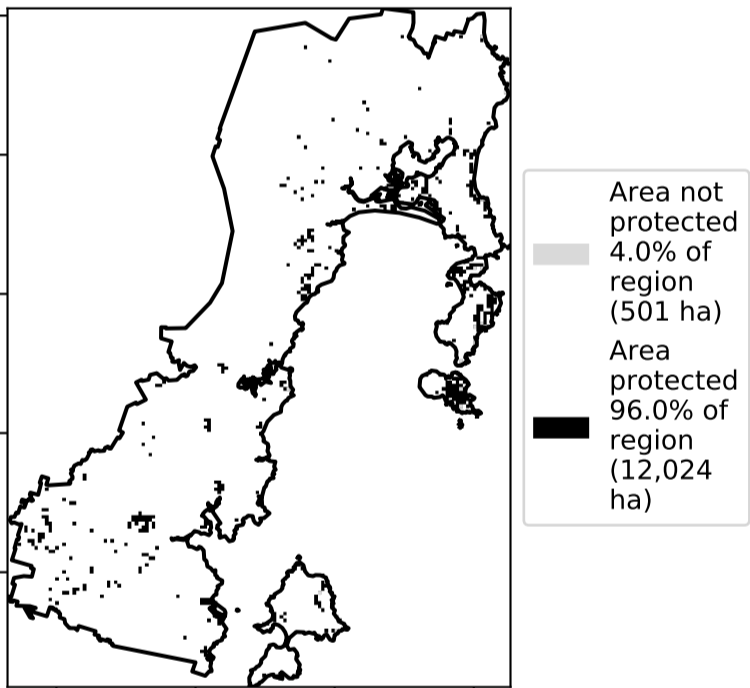 Area not
protected
4.0% of
region
(501 ha)
Area
protected
96.0% of
region
(12,024
ha)